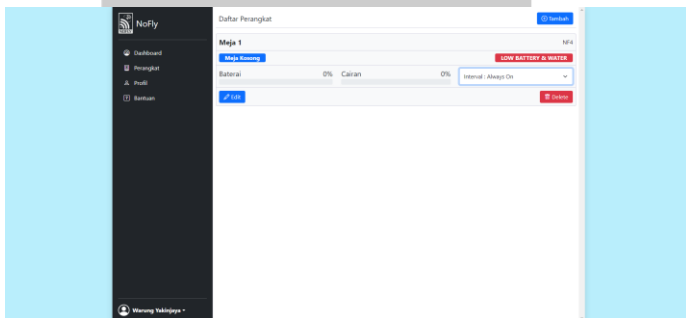 NoFly
Dashboard
Perangkat
Profil
Bantuan
Warung Yakinjaya
Daftar Perangkat
Tambah
Meja 1
NF4
Meja Kosong
LOW BATTERY & WATER
Baterai 0%
Cairan 0%
Interval : Always On
Edit
Delete